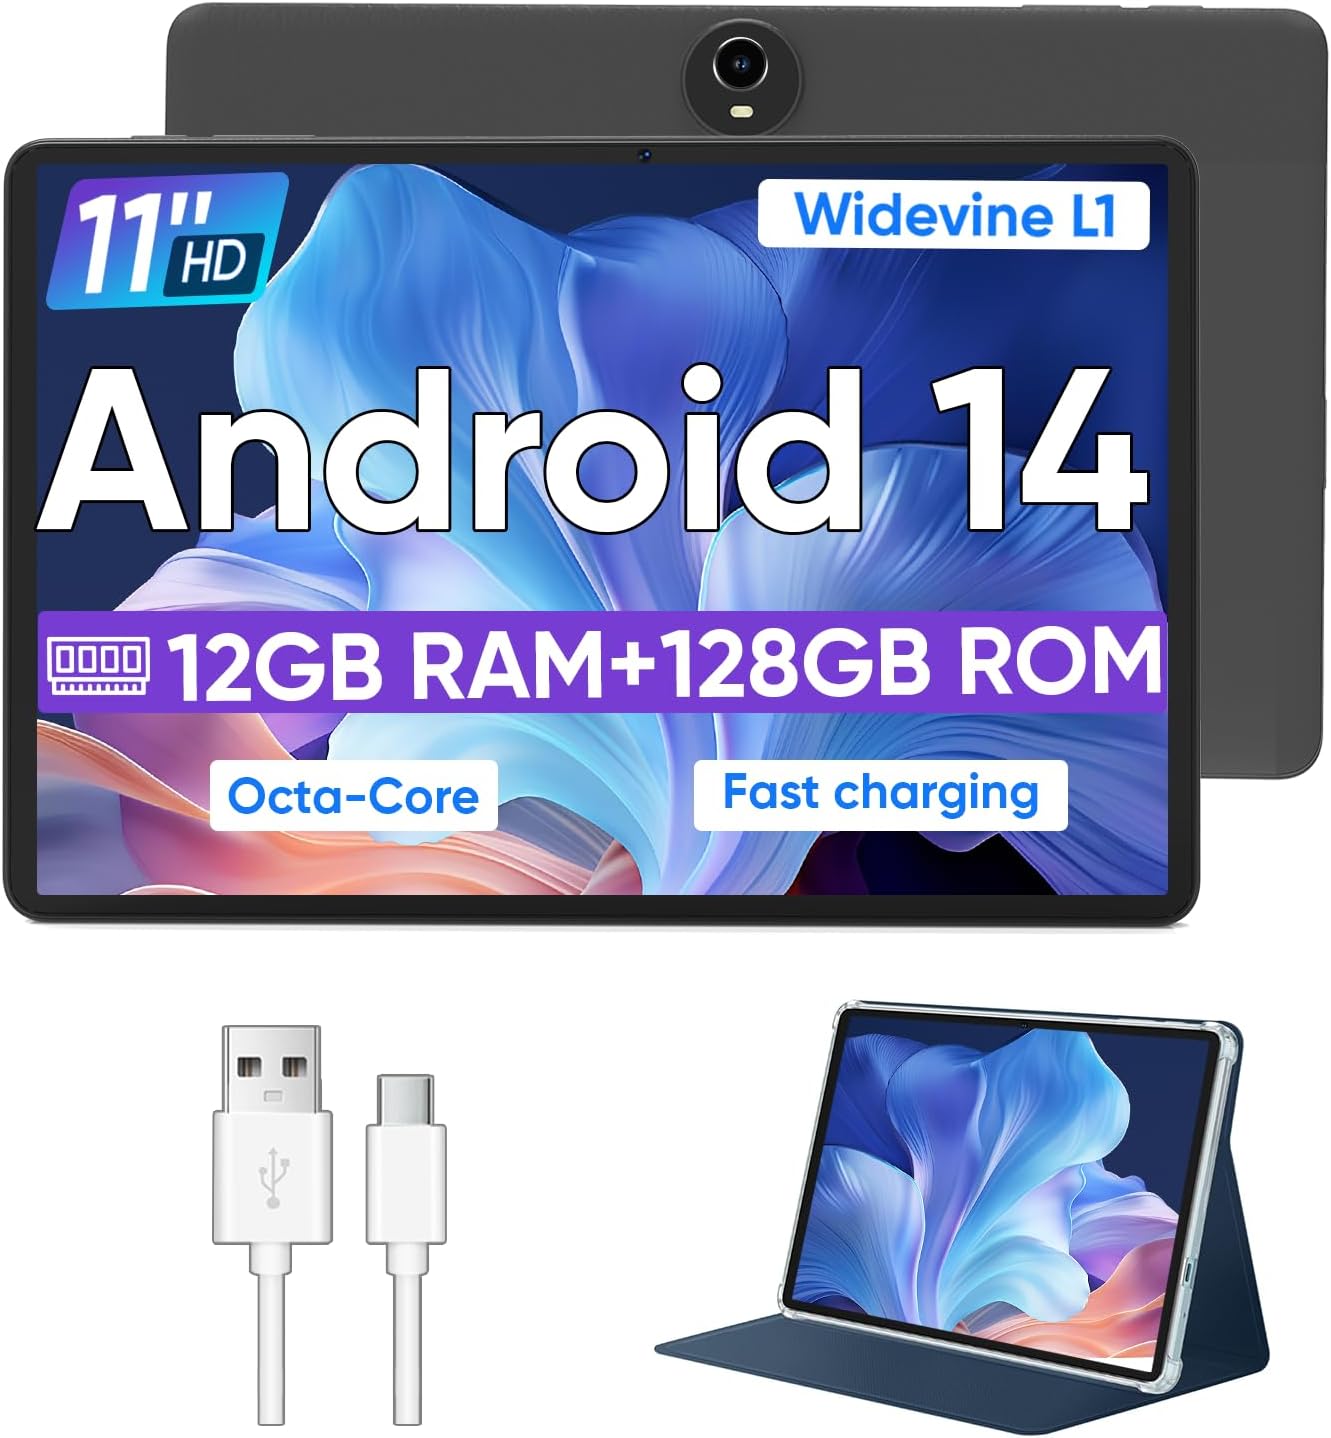 11" HD
Widevine L1
Android 14
12GB RAM+128GB ROM
Octa-Core
Fast charging